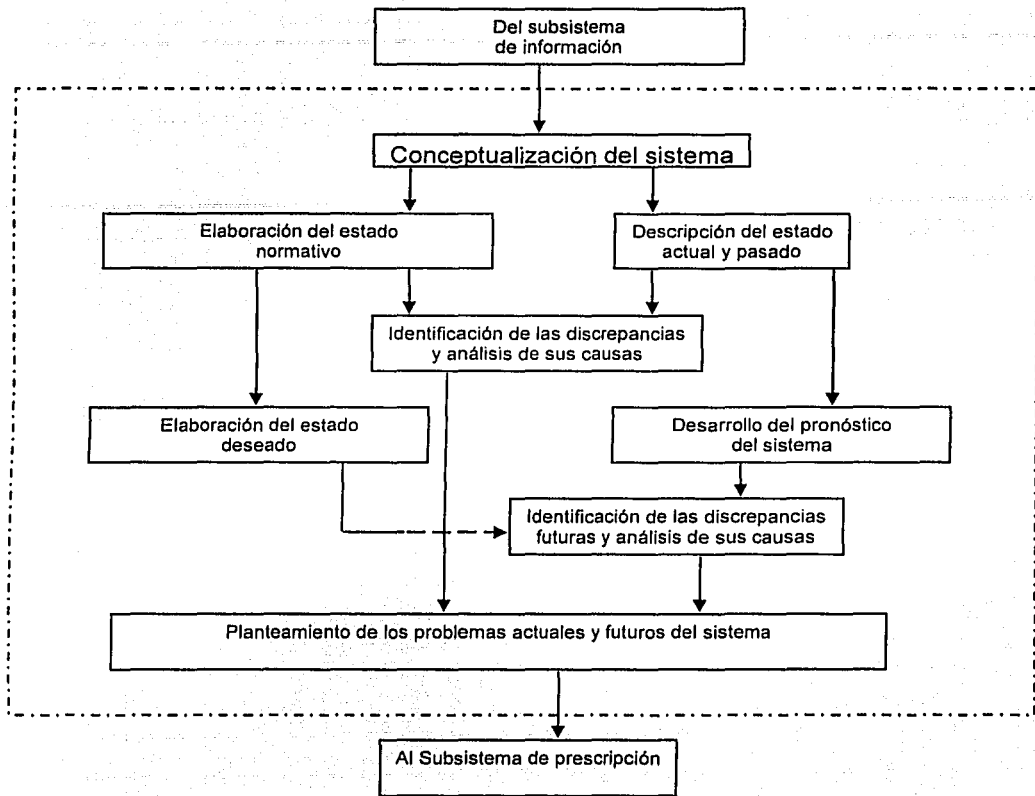 Del subsistema
de información
Conceptualización del sistema
Elaboración del estado
normativo
Descripción del estado
actual y pasado
Identificación de las discrepancias
y análisis de sus causas
Elaboración del estado
deseado
Desarrollo del pronóstico
del sistema
Identificación de las discrepancias
futuras y análisis de sus causas
Planteamiento de los problemas actuales y futuros del sistema
Al Subsistema de prescripción